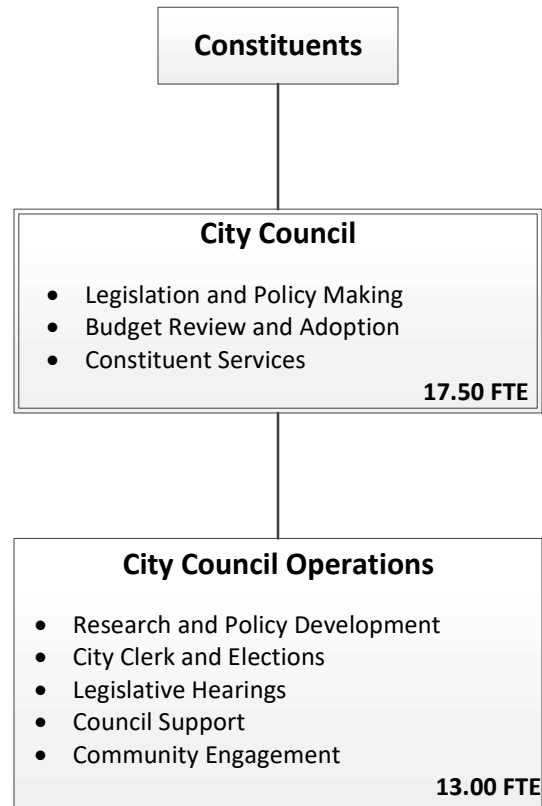 Constituents
City Council
• Legislation and Policy Making
• Budget Review and Adoption
• Constituent Services
17.50 FTE
City Council Operations
• Research and Policy Development
• City Clerk and Elections
• Legislative Hearings
• Council Support
• Community Engagement
13.00 FTE